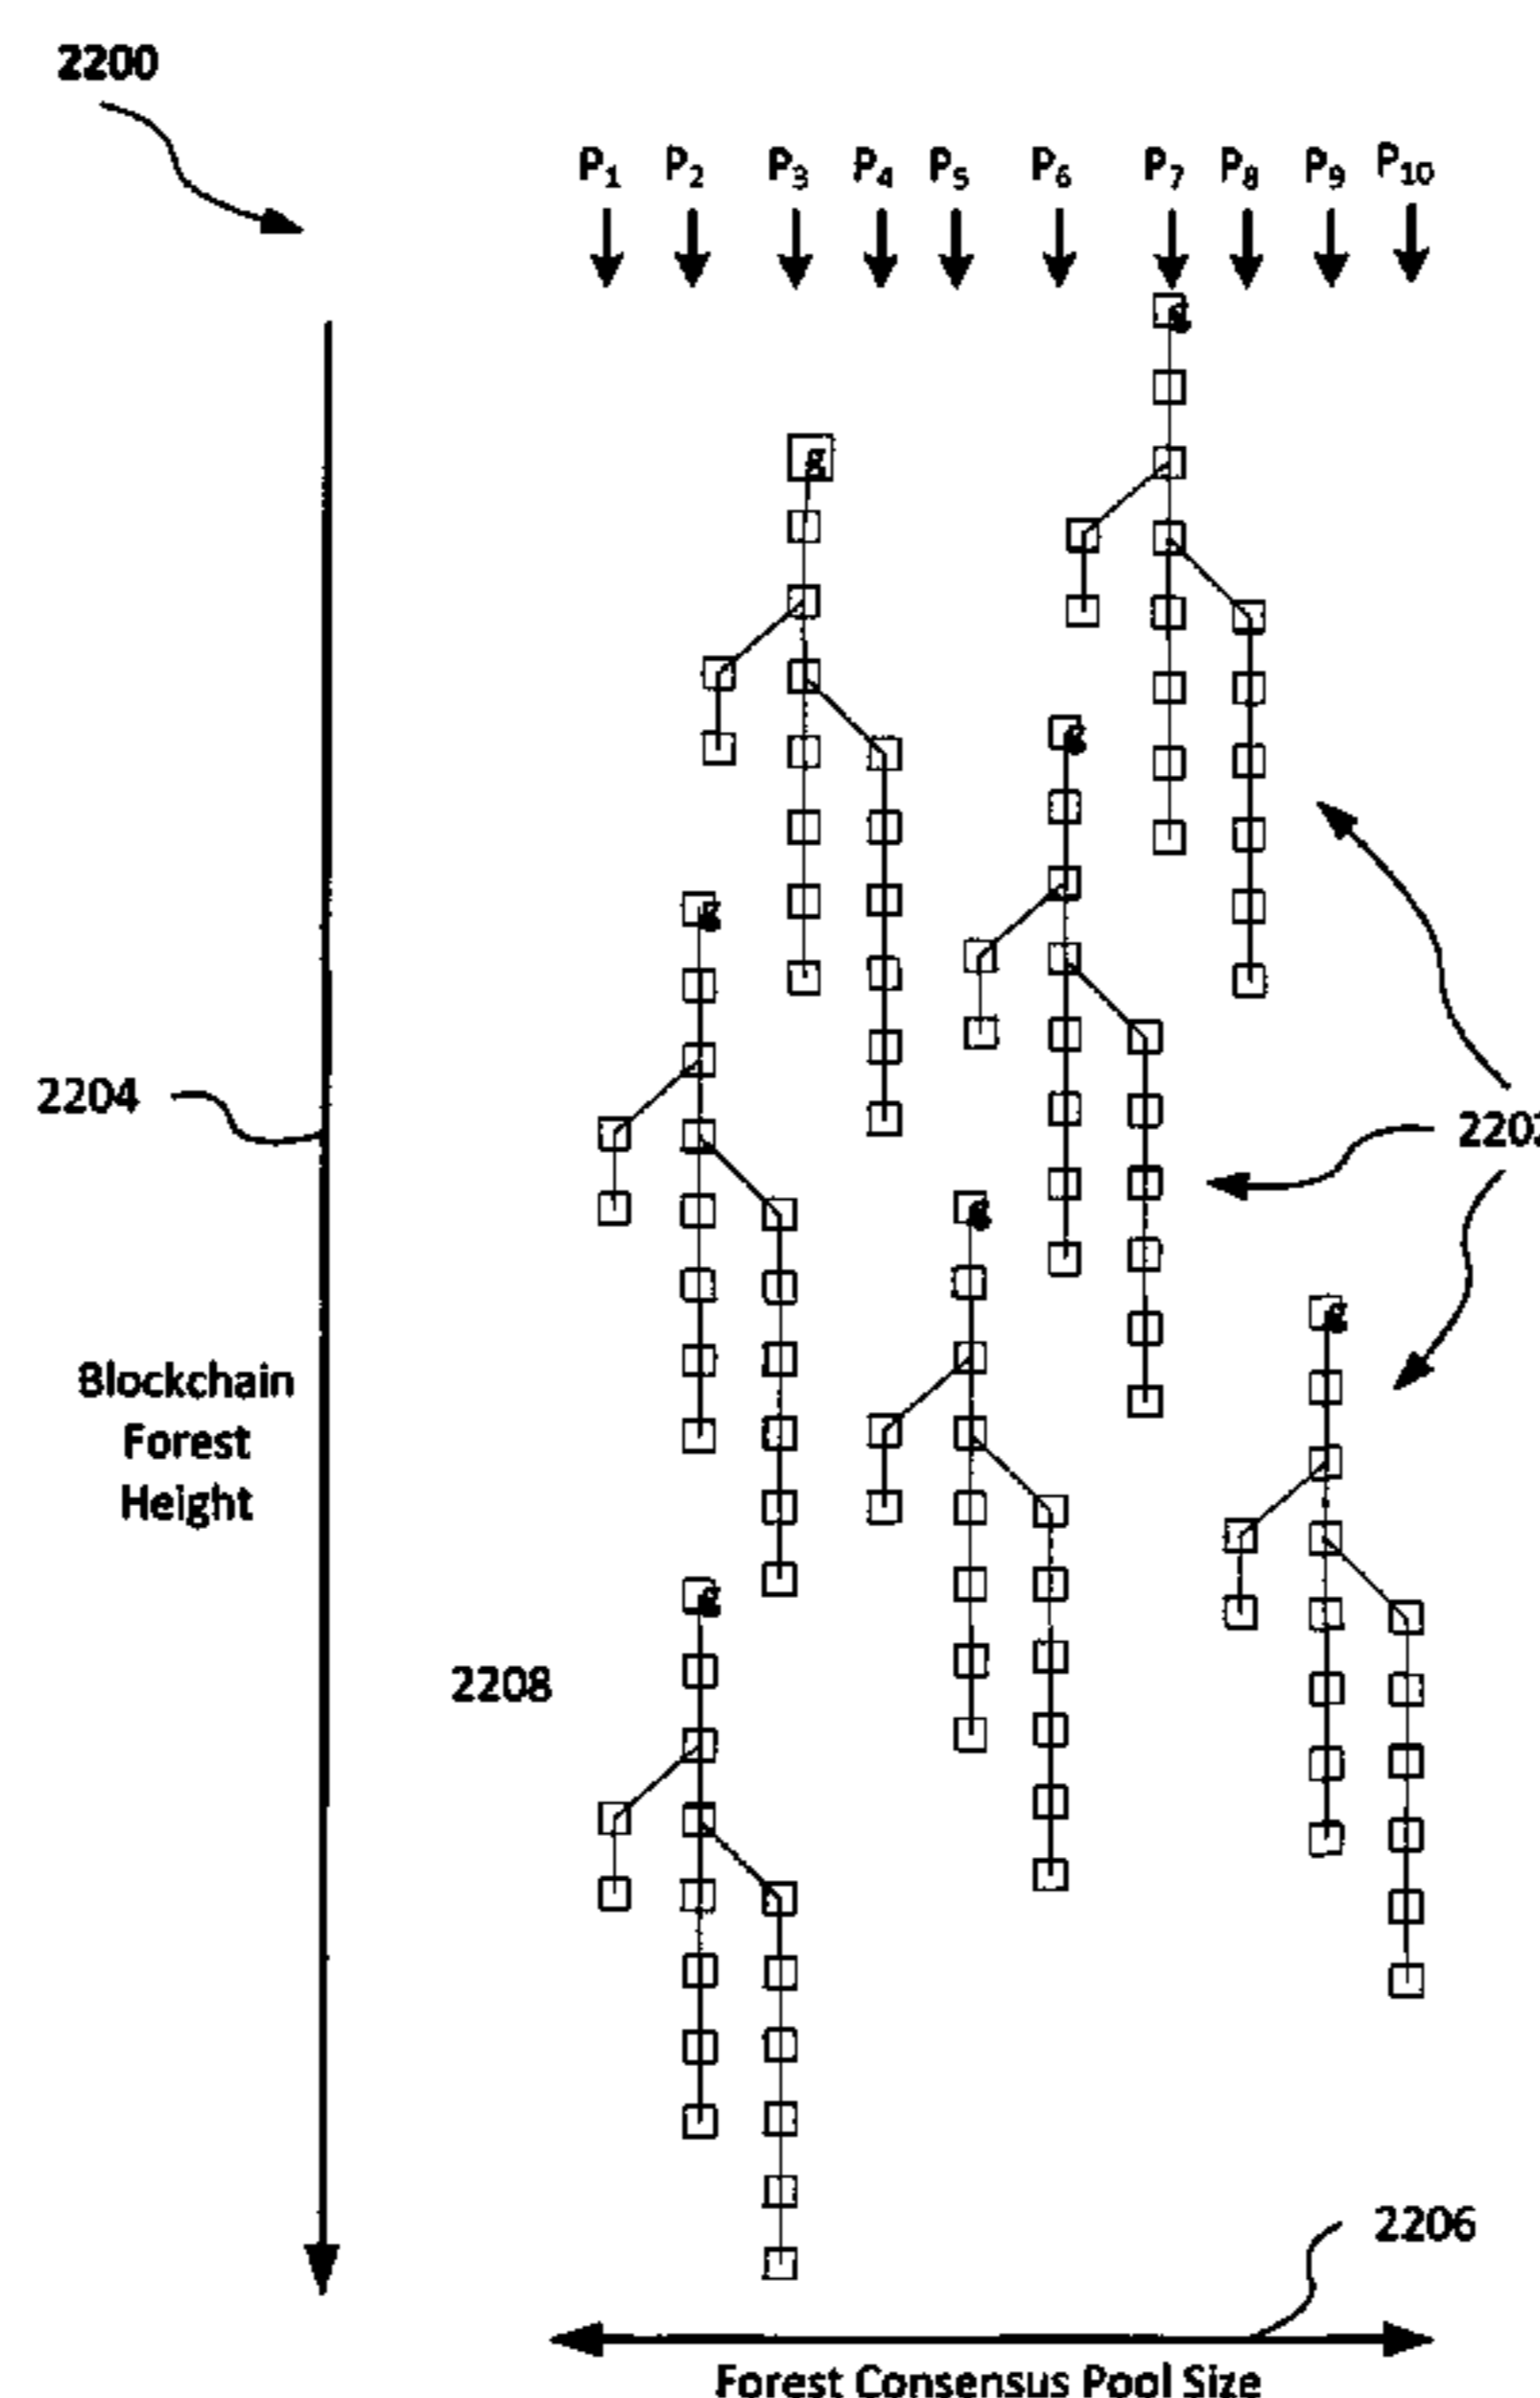 2200
P1 P2 P3 P4 P5 P6 P7 P8 P9 P10
g
g
g
g
2204
g
g
Blockchain
Forest
Height
g
2208
2206
Forest Consensus Pool Size